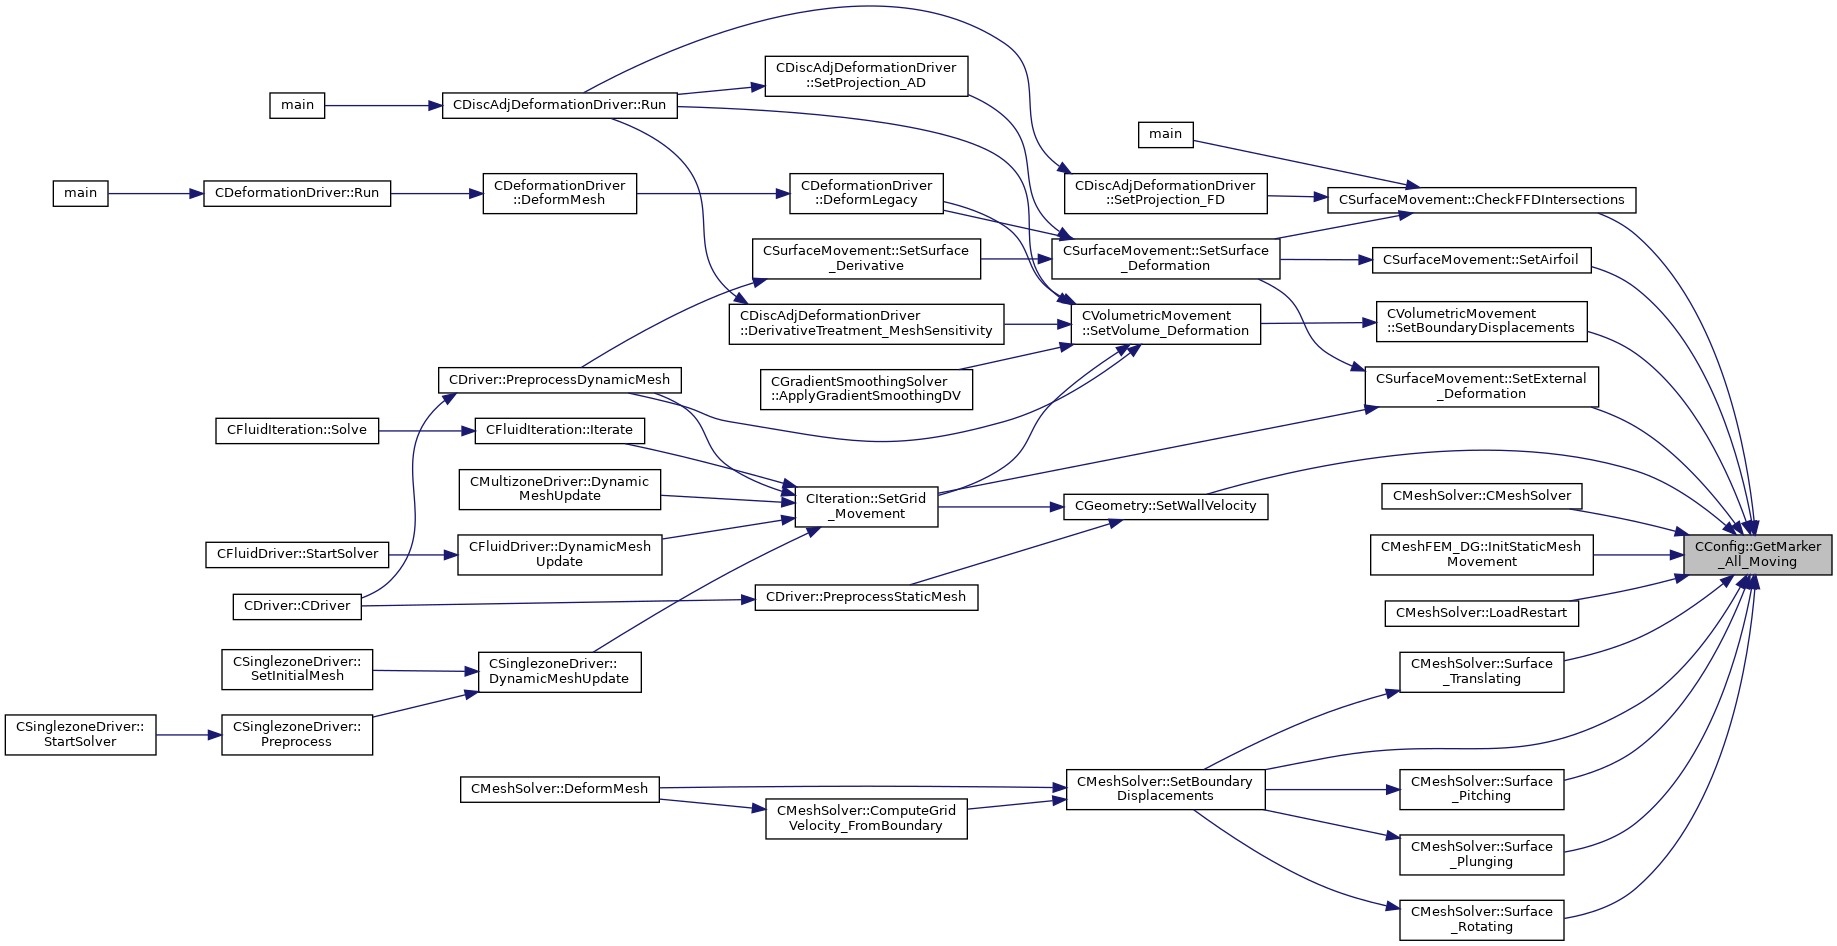 CDiscAdjDeformationDriver
::SetProjection_AD
main
CDiscAdjDeformationDriver::Run
main
main
CDeformationDriver::Run
CDeformationDriver
::DeformMesh
CDeformationDriver
::DeformLegacy
CDiscAdjDeformationDriver
::SetProjection_FD
CSurfaceMovement::CheckFFDIntersections
CSurfaceMovement::SetSurface
_Derivative
CSurfaceMovement::SetSurface
_Deformation
CSurfaceMovement::SetAirfoil
CDiscAdjDeformationDriver
::DerivativeTreatment_MeshSensitivity
CVolumetricMovement
::SetVolume_Deformation
CVolumetricMovement
::SetBoundaryDisplacements
CDriver::PreprocessDynamicMesh
CGradientSmoothingSolver
::ApplyGradientSmoothingDV
CSurfaceMovement::SetExternal
_Deformation
CFluidIteration::Solve
CFluidIteration::Iterate
CMultizoneDriver::Dynamic
MeshUpdate
CIteration::SetGrid
_Movement
CGeometry::SetWallVelocity
CMeshSolver::CMeshSolver
CFluidDriver::StartSolver
CFluidDriver::DynamicMesh
Update
CMeshFEM_DG::InitStaticMesh
Movement
CConfig::GetMarker
_All_Moving
CDriver::CDriver
CDriver::PreprocessStaticMesh
CMeshSolver::LoadRestart
CSinglezoneDriver::
SetInitialMesh
CSinglezoneDriver::
DynamicMeshUpdate
CMeshSolver::Surface
_Translating
CSinglezoneDriver::
StartSolver
CSinglezoneDriver::
Preprocess
CMeshSolver::DeformMesh
CMeshSolver::ComputeGrid
Velocity_FromBoundary
CMeshSolver::SetBoundary
Displacements
CMeshSolver::Surface
_Pitching
CMeshSolver::Surface
_Plunging
CMeshSolver::Surface
_Rotating